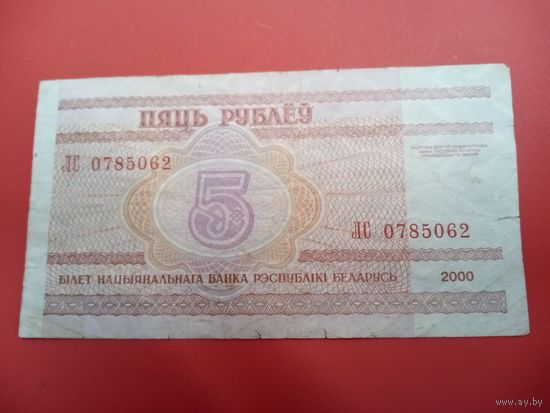 ПЯЦЬ РУБЛЁЎ
ЛС 0785062
5
ЛС 0785062
БІЛЕТ НАЦЫЯНАЛЬНАГА БАНКА РЭСПУБЛІКІ БЕЛАРУСЬ
2000
www.ay.by